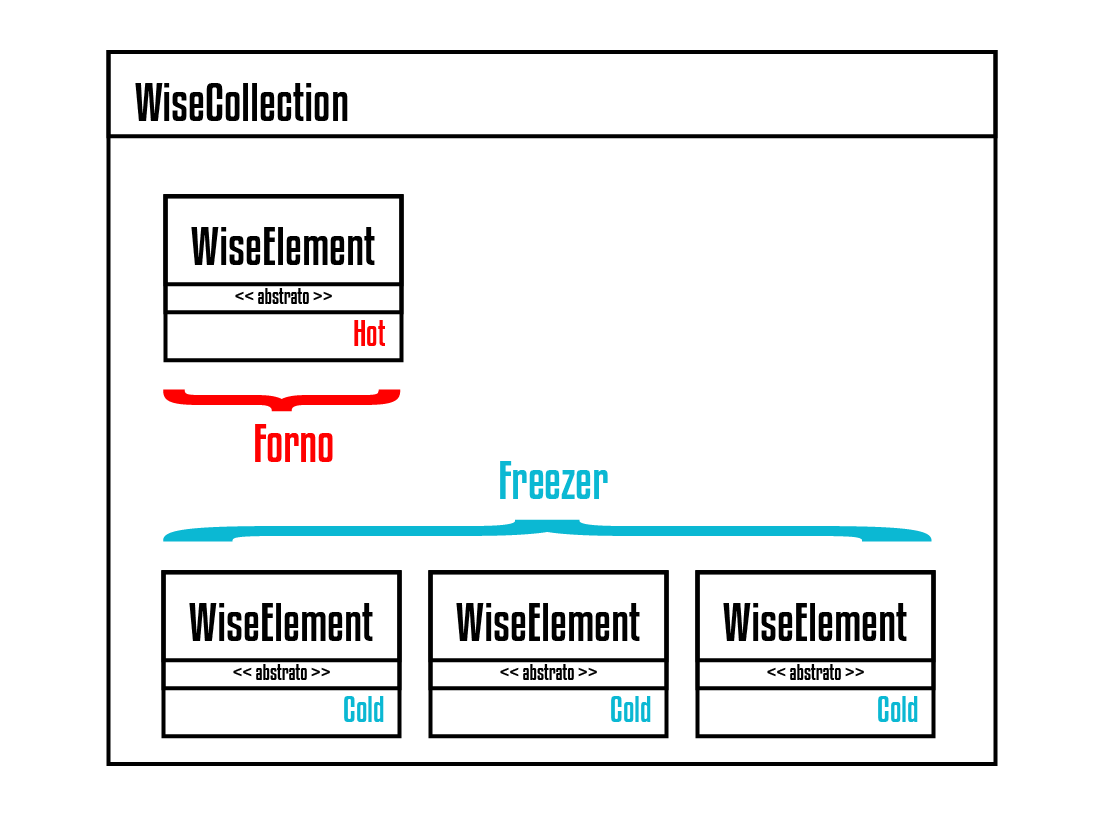 WiseCollection
WiseElement
<< abstrato >>
Hot
Forno
Freezer
WiseElement
<< abstrato >>
Cold
WiseElement
<< abstrato >>
Cold
WiseElement
<< abstrato >>
Cold